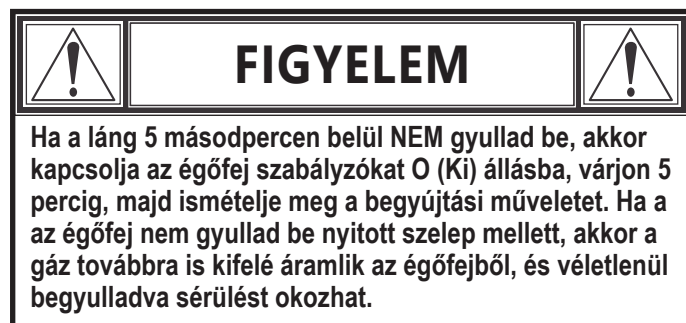 FIGYELEM
Ha a láng 5 másodpercen belül NEM gyullad be, akkor
kapcsolja az égőfej szabályzókat O (Ki) állásba, várjon 5
percig, majd ismételje meg a begyújtási műveletet. Ha a
az égőfej nem gyullad be nyitott szelep mellett, akkor a
gáz továbbra is kifelé áramlik az égőfejből, és véletlenül
begyulladva sérülést okozhat.